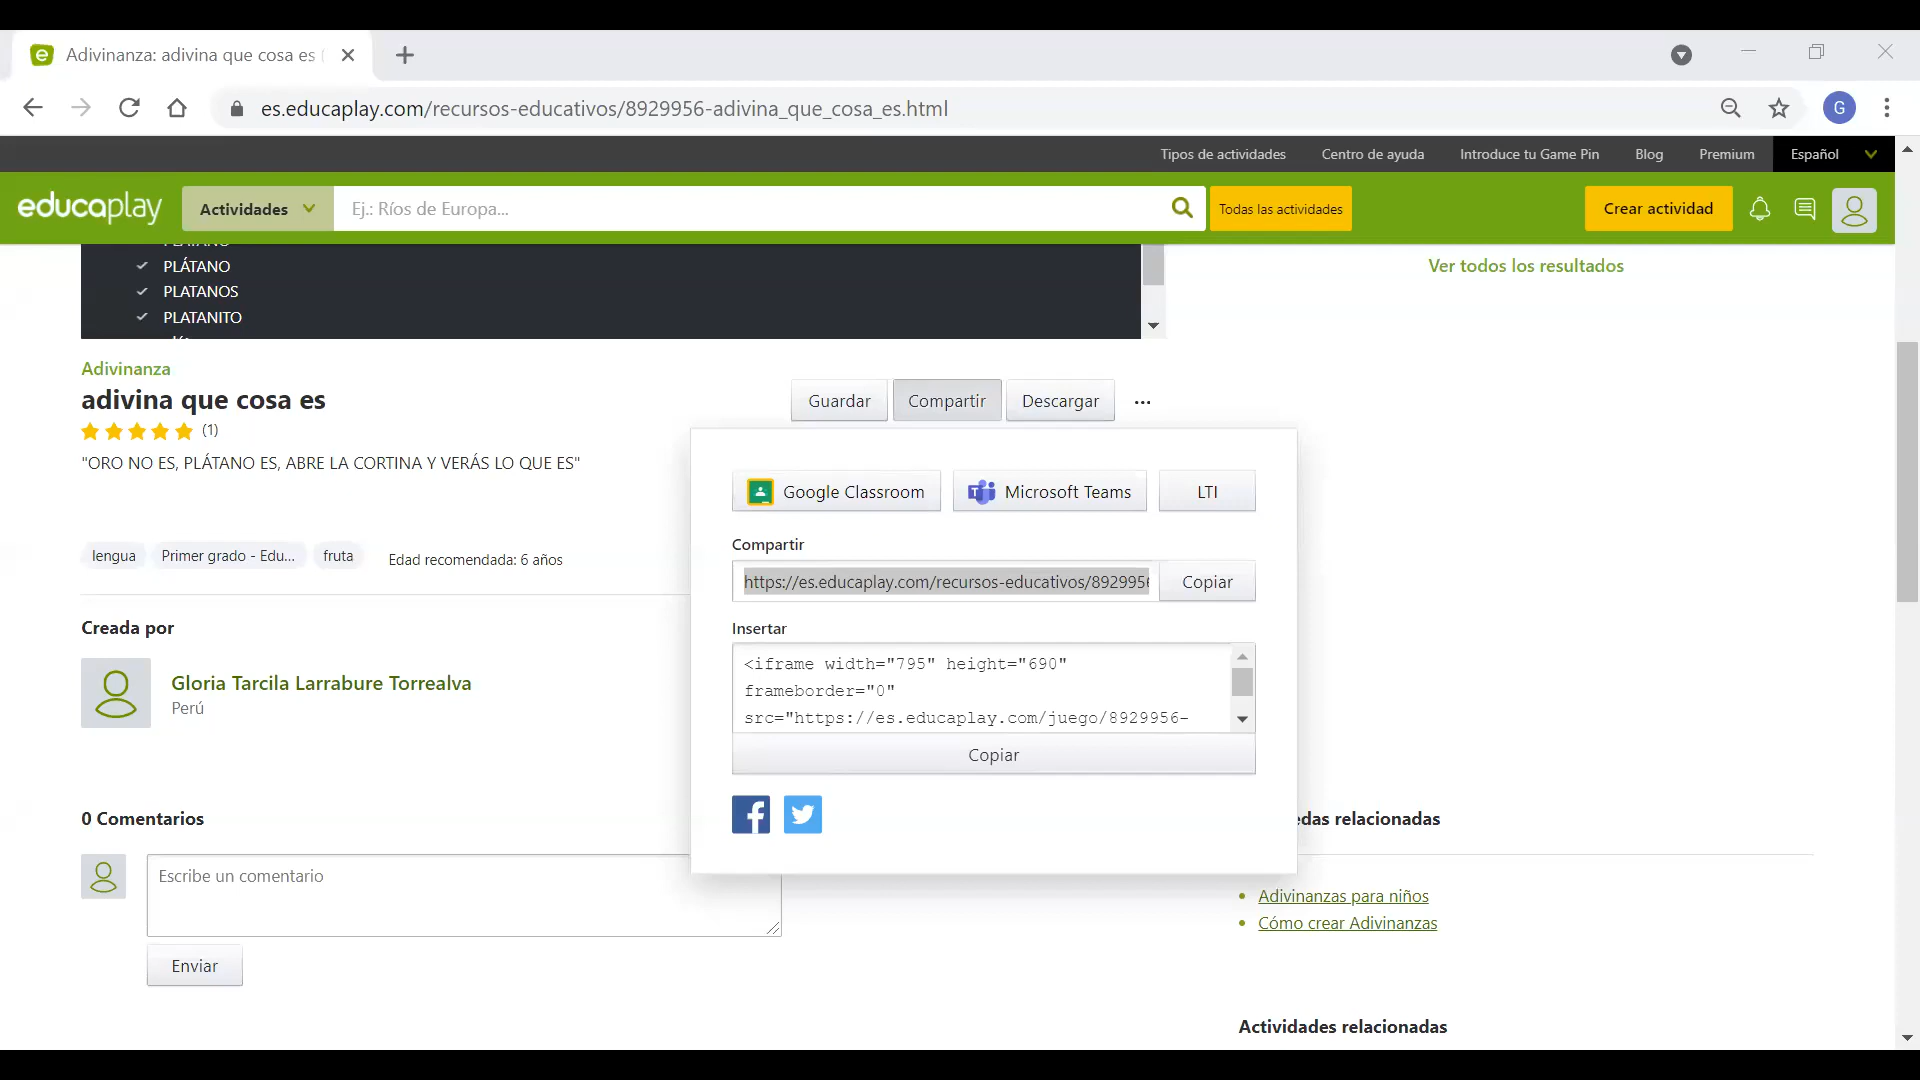 Adivinanza: adivina que cosa es
es.educaplay.com/recursos-educativos/8929956-adivina_que_cosa_es.html
G
Tipos de actividades
Centro de ayuda
Introduce tu Game Pin
Blog
Premium
Español
educaplay
Actividades
Ej.: Ríos de Europa...
Todas las actividades
Crear actividad
PLÁTANO
PLATANOS
PLATANITO
Ver todos los resultados
Adivinanza
adivina que cosa es
(1)
"ORO NO ES, PLÁTANO ES, ABRE LA CORTINA Y VERÁS LO QUE ES"
Guardar
Compartir
Descargar
...
Google Classroom
Microsoft Teams
LTI
Compartir
https://es.educaplay.com/recursos-educativos/8929956
Copiar
Insertar
<iframe width="795" height="690"
frameborder="0"
src="https://es.educaplay.com/juego/8929956-
Copiar
lengua
Primer grado - Edu...
fruta
Edad recomendada: 6 años
Creada por
Gloria Tarcila Larrabure Torrealva
Perú
0 Comentarios
Escribe un comentario
Enviar
edas relacionadas
Adivinanzas para niños
Cómo crear Adivinanzas
Actividades relacionadas